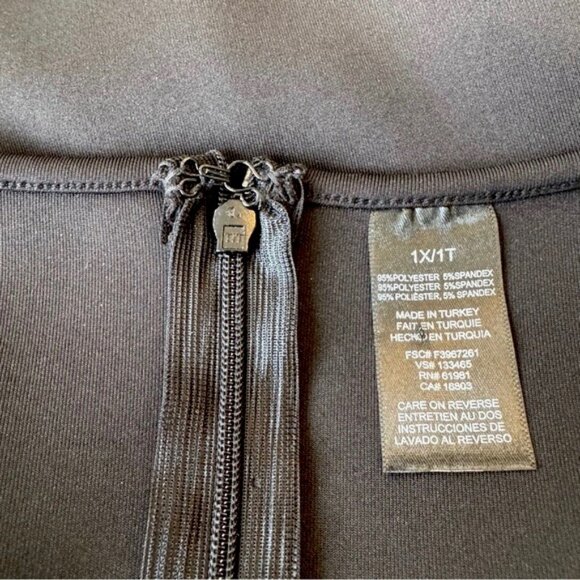 1X/1T
95%POLYESTER 5%SPANDEX
95%POLYESTER 5%SPANDEX
95% POLIÉSTER, 5% SPANDEX
MADE IN TURKEY
FAIT EN TURQUIE
HECHO EN TURQUIA
FSC# F3967261
VS# 133465
RN# 61981
CA# 16803
CARE ON REVERSE
ENTRETIEN AU DOS
INSTRUCCIONES DE
LAVADO AL REVERSO